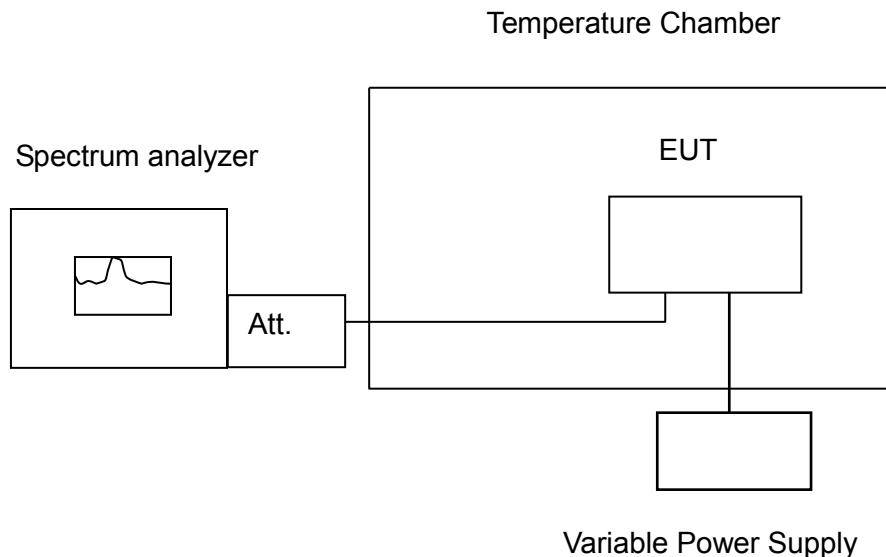 Temperature Chamber
Spectrum analyzer
EUT
Att.
Variable Power Supply